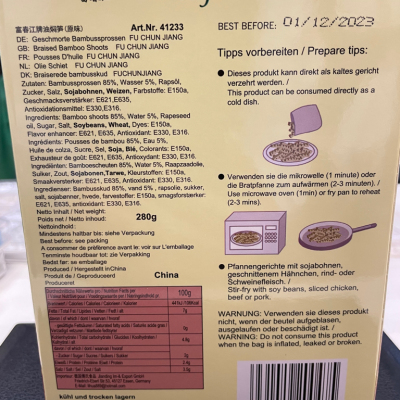 富春江牌油焖笋(原味)
Art.Nr. 41233
DE: Geschmorte Bambussprossen FU CHUN JIANG
GB: Braised Bamboo Shoots FU CHUN JIANG
FR: Pousses D'huile FU CHUN JIANG
NL: Olie Schiet FU CHUN JIANG
DK: Braiserede bambusskud FUCHUNJIANG
Zutaten: Bambussprossen 85%, Wasser 5%, Rapsöl,
Zucker, Salz, Sojabohnen, Weizen, Farbstoffe: E150a,
Geschmacksverstärker: E621,E635,
Antioxidationsmittel: E330, E316.
Ingredients: Bamboo shoots 85%, Water 5%, Rapeseed
oil, Sugar, Salt, Soybeans, Wheat, Dyes: E150a,
Flavor enhancer: E621, E635, Antioxidant: E330, E316.
Ingrédients: Pousses de bambou 85%, Eau 5%,
Huile de colza, Sucre, Sel, Soja, Blé, Colorants: E150a,
Exhausteur de goût: E621, E635, Antioxydant: E330, E316.
Ingrediënten: Bamboescheuten 85%, Water 5%, Raapzaadolie,
Suiker, Zout, Sojabonen, Tarwe, Kleurstoffen: E150a,
Smaakversterker: E621, E635, Antioxidant: E330, E316.
Ingredienser: Bambusskud 85%, vand 5% , rapsolie, sukker,
salt, sojabønner, hvede, farvestof: E150a, smagsforstærker:
E621, E635, antioxidant: E330, E316.
Netto Inhalt / Net weight:
Poids net / Netto inhoud:
280g
Nettoindhold:
Mindestens haltbar bis: siehe Verpackung
Best before: see packing
A consommer de préférence avant le: voir sur L'emballage
Tenminste houdbaar tot: zie Verpakking
Bedst før: se emballage
Produced / Hergestellt in China
Produit de / Geproduceerd
Produceret
China
100g
7g
kühl und trocken lagern
BEST BEFORE: 01/12/2023
Tipps vorbereiten / Prepare tips:
● Dieses produkt kann direkt als kaltes gericht
verzehrt werden. /
This product can be consumed directly as a
cold dish.
● Verwenden sie die mikrowelle (1 minute) oder
die Bratpfanne zum aufwärmen (2-3 minuten). /
Use microwave oven (1min) or fry pan to reheat
(2-3 mins).
● Pfannengerichte mit sojabohnen,
geschnittenem Hähnchen, rind- oder
Schweinefleisch. /
Stir-fry with soy beans, sliced chicken,
beef or pork.
WARNUNG: Verwenden sie dieses produkt
nicht, wenn der beutel aufgeblasen,
ausgelaufen oder beschädigt ist. /
WARNING: Do not consume this product
when the bag is inflated, leaked or broken.